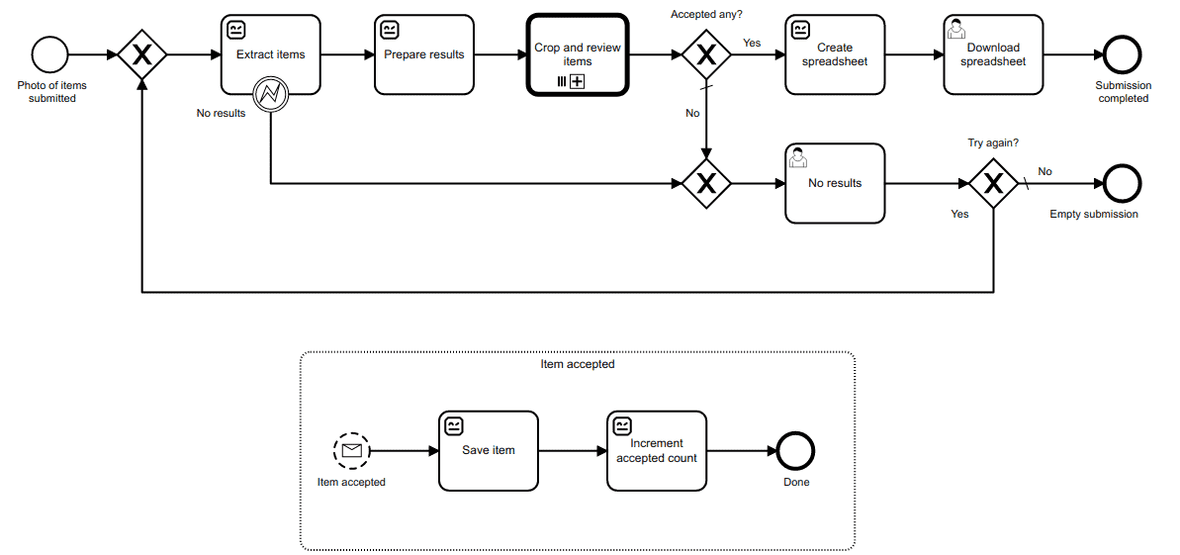 Accepted any?
Extract items
Prepare results
Crop and review
items
Yes
Create
spreadsheet
Download
spreadsheet
Photo of items
submitted
Submission
completed
No results
No
Try again?
No results
No
Yes
Empty submission
Item accepted
Save item
Increment
accepted count
Item accepted
Done